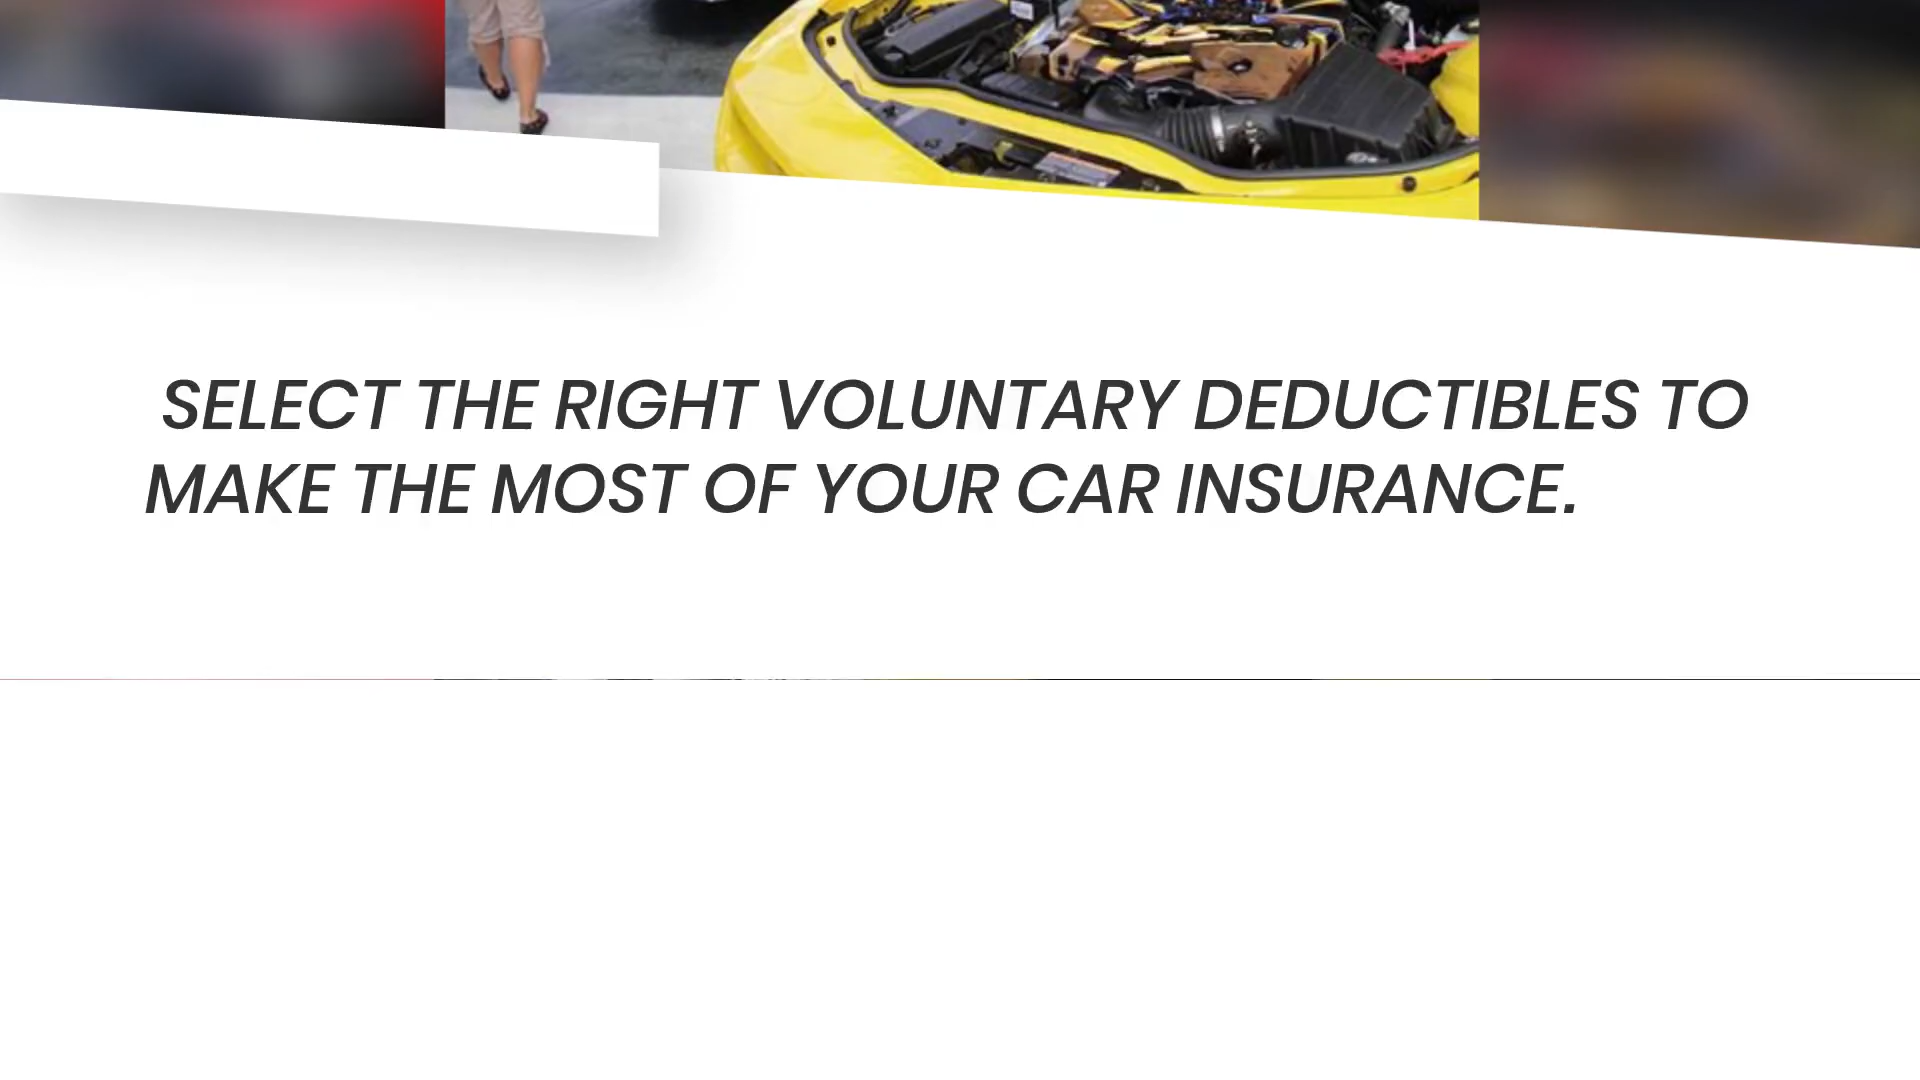 SELECT THE RIGHT VOLUNTARY DEDUCTIBLES TO
MAKE THE MOST OF YOUR CAR INSURANCE.